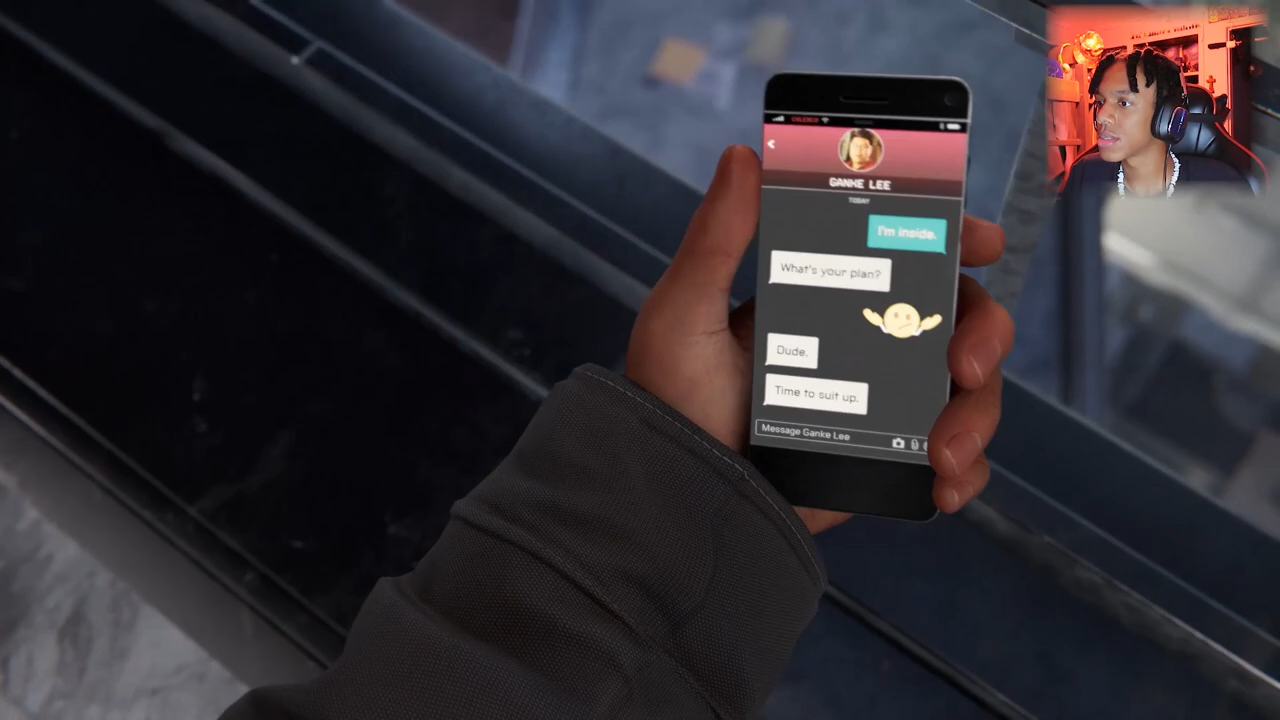 GANKE LEE
TODAY
I'm inside.
What's your plan?
Dude.
Time to suit up.
Message Ganke Lee